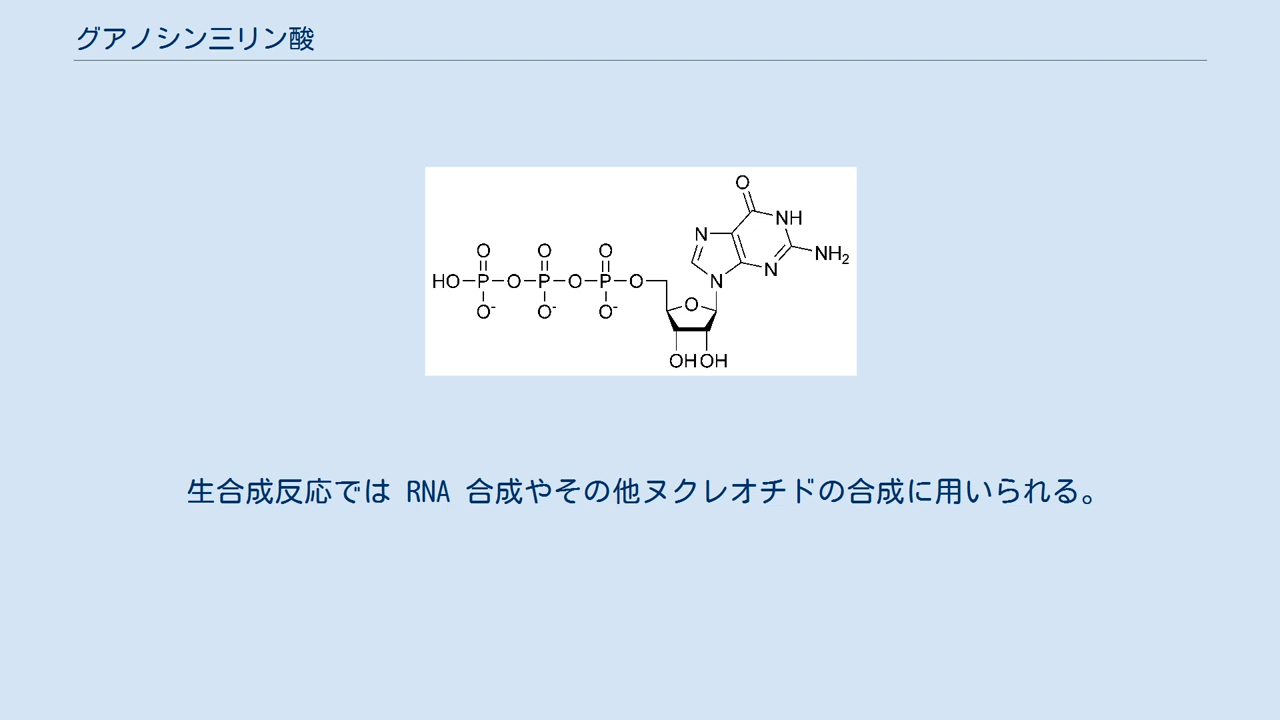 グアノシン三リン酸
O
N NH
O O O N NH2
HO P O P O P O N
O- O- O- O
OH OH
生合成反応では RNA 合成やその他ヌクレオチドの合成に用いられる。